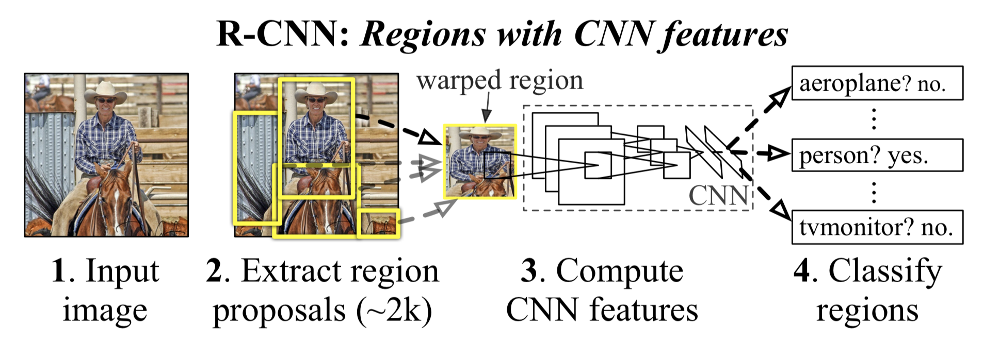 R-CNN: Regions with CNN features
warped region
aeroplane? no.
person? yes.
CNN
tvmonitor? no.
1. Input
image
2. Extract region
proposals (~2k)
3. Compute
CNN features
4. Classify
regions